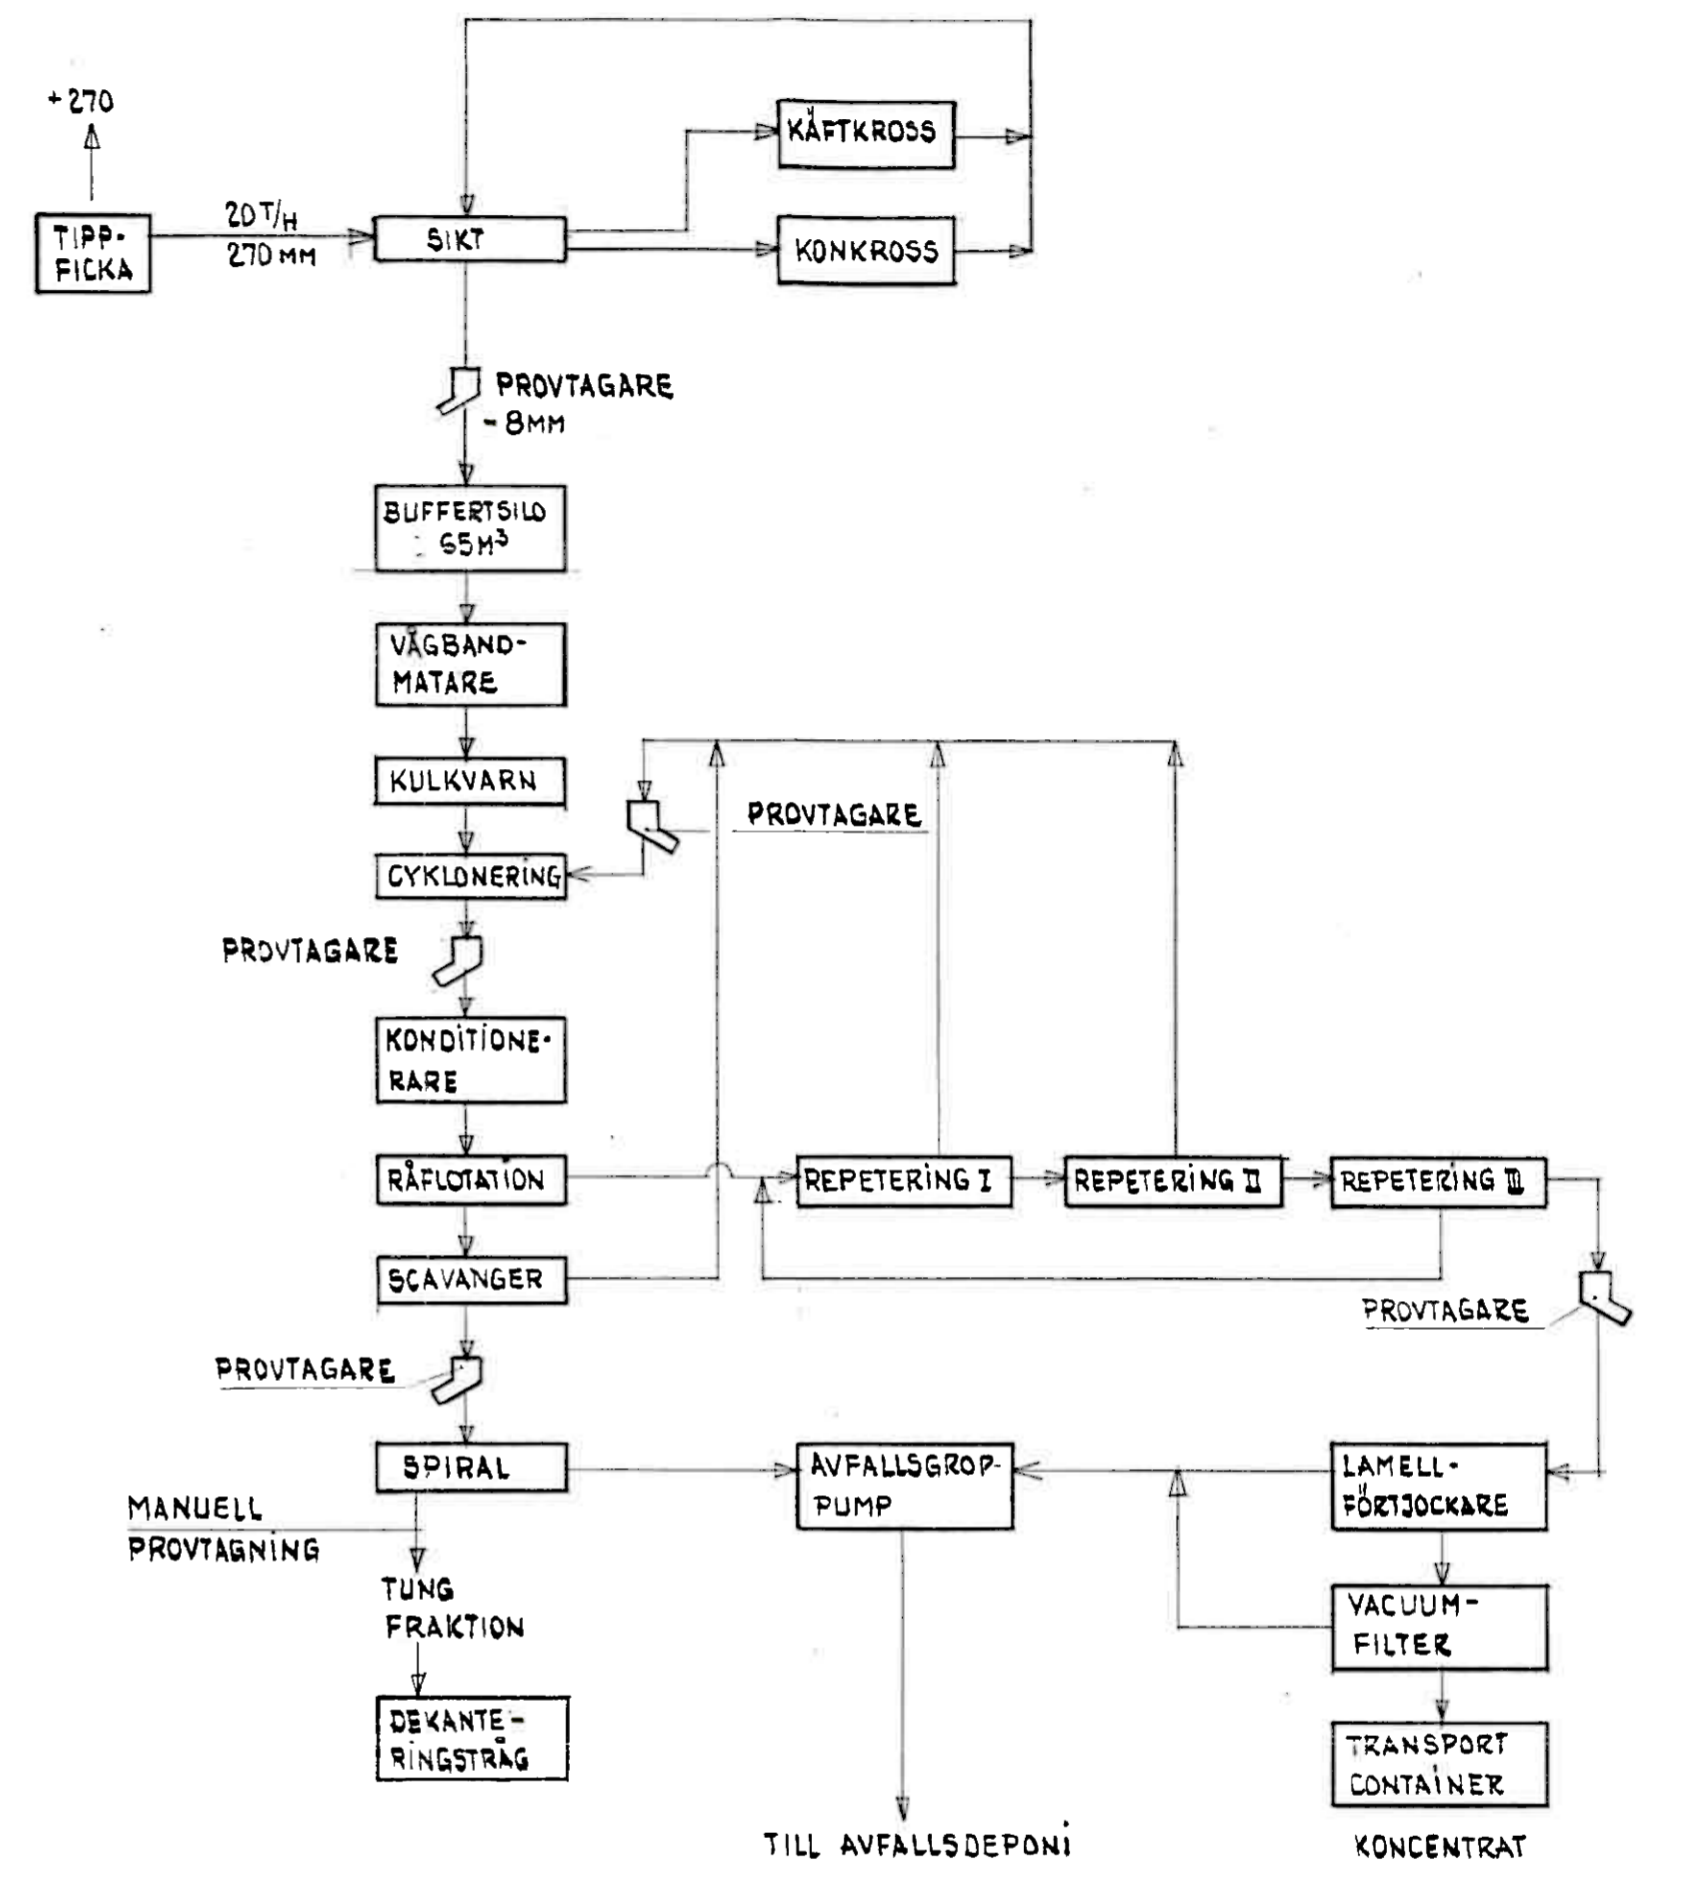 +270
KÄFTKROSS
TIPP-
FICKA
20 T/H
270 MM
SIKT
KONKROSS
PROVTAGARE
- 8MM
BUFFERTSILO
65M³
VÅGBAND-
MATARE
KULKVARN
PROVTAGARE
CYKLONERING
PROVTAGARE
KONDITIONE-
RARE
RÅFLOTATION
REPETERING I
REPETERING II
REPETERING III
SCAVANGER
PROVTAGARE
PROVTAGARE
SPIRAL
AVFALLSGROP-
PUMP
LAMELL-
FÖRTJOCKARE
MANUELL
PROVTAGNING
TUNG
FRAKTION
VACUUM-
FILTER
DEKANTE-
RINGSTRÅG
TRANSPORT
CONTAINER
TILL AVFALLSDEPONI
KONCENTRAT